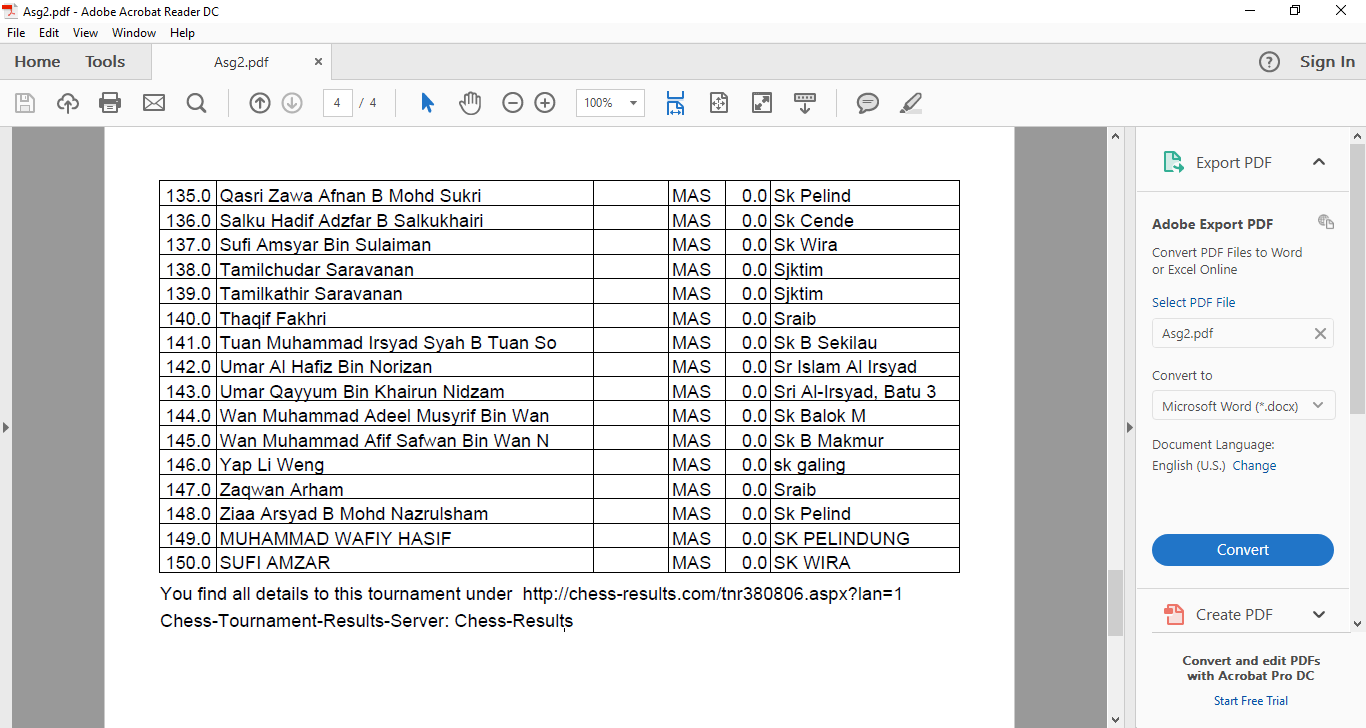 Asg2.pdf - Adobe Acrobat Reader DC
File Edit View Window Help
Home Tools Asg2.pdf × ? Sign In
4 / 4 100%
135.0 Qasri Zawa Afnan B Mohd Sukri MAS 0.0 Sk Pelind
136.0 Salku Hadif Adzfar B Salkukhairi MAS 0.0 Sk Cende
137.0 Sufi Amsyar Bin Sulaiman MAS 0.0 Sk Wira
138.0 Tamilchudar Saravanan MAS 0.0 Sjktim
139.0 Tamilkathir Saravanan MAS 0.0 Sjktim
140.0 Thaqif Fakhri MAS 0.0 Sraib
141.0 Tuan Muhammad Irsyad Syah B Tuan So MAS 0.0 Sk B Sekilau
142.0 Umar Al Hafiz Bin Norizan MAS 0.0 Sr Islam Al Irsyad
143.0 Umar Qayyum Bin Khairun Nidzam MAS 0.0 Sri Al-Irsyad, Batu 3
144.0 Wan Muhammad Adeel Musyrif Bin Wan MAS 0.0 Sk Balok M
145.0 Wan Muhammad Afif Safwan Bin Wan N MAS 0.0 Sk B Makmur
146.0 Yap Li Weng MAS 0.0 sk galing
147.0 Zaqwan Arham MAS 0.0 Sraib
148.0 Ziaa Arsyad B Mohd Nazrulsham MAS 0.0 Sk Pelind
149.0 MUHAMMAD WAFIY HASIF MAS 0.0 SK PELINDUNG
150.0 SUFI AMZAR MAS 0.0 SK WIRA
You find all details to this tournament under http://chess-results.com/tnr380806.aspx?lan=1
Chess-Tournament-Results-Server: Chess-Results
Export PDF
Adobe Export PDF
Convert PDF Files to Word
or Excel Online
Select PDF File
Asg2.pdf
Convert to
Microsoft Word (*.docx)
Document Language:
English (U.S.) Change
Convert
Create PDF
Convert and edit PDFs
with Acrobat Pro DC
Start Free Trial